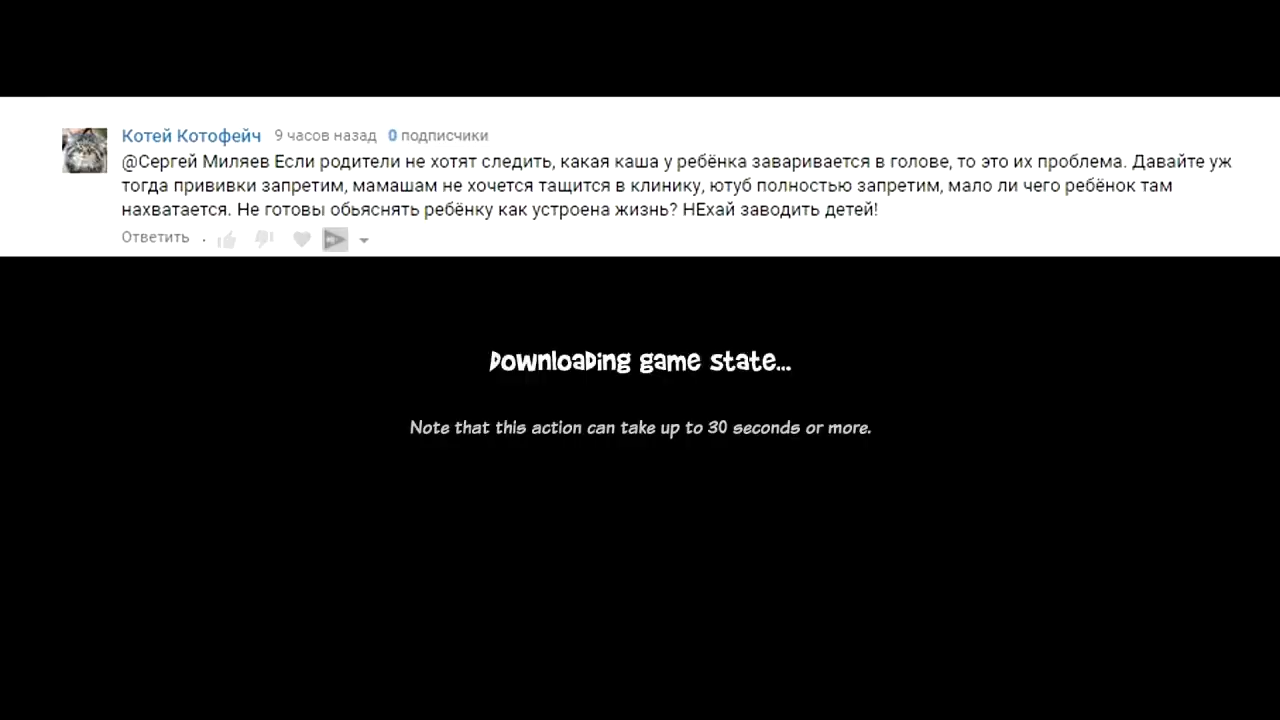 Котей Котофейч 9 часов назад 0 подписчики
@Сергей Миляев Если родители не хотят следить, какая каша у ребёнка заваривается в голове, то это их проблема. Давайте уж
тогда прививки запретим, мамашам не хочется тащится в клинику, ютуб полностью запретим, мало ли чего ребёнок там
нахватается. Не готовы обьяснять ребёнку как устроена жизнь? НЕхай заводить детей!
Ответить
Downloading game state...
Note that this action can take up to 30 seconds or more.